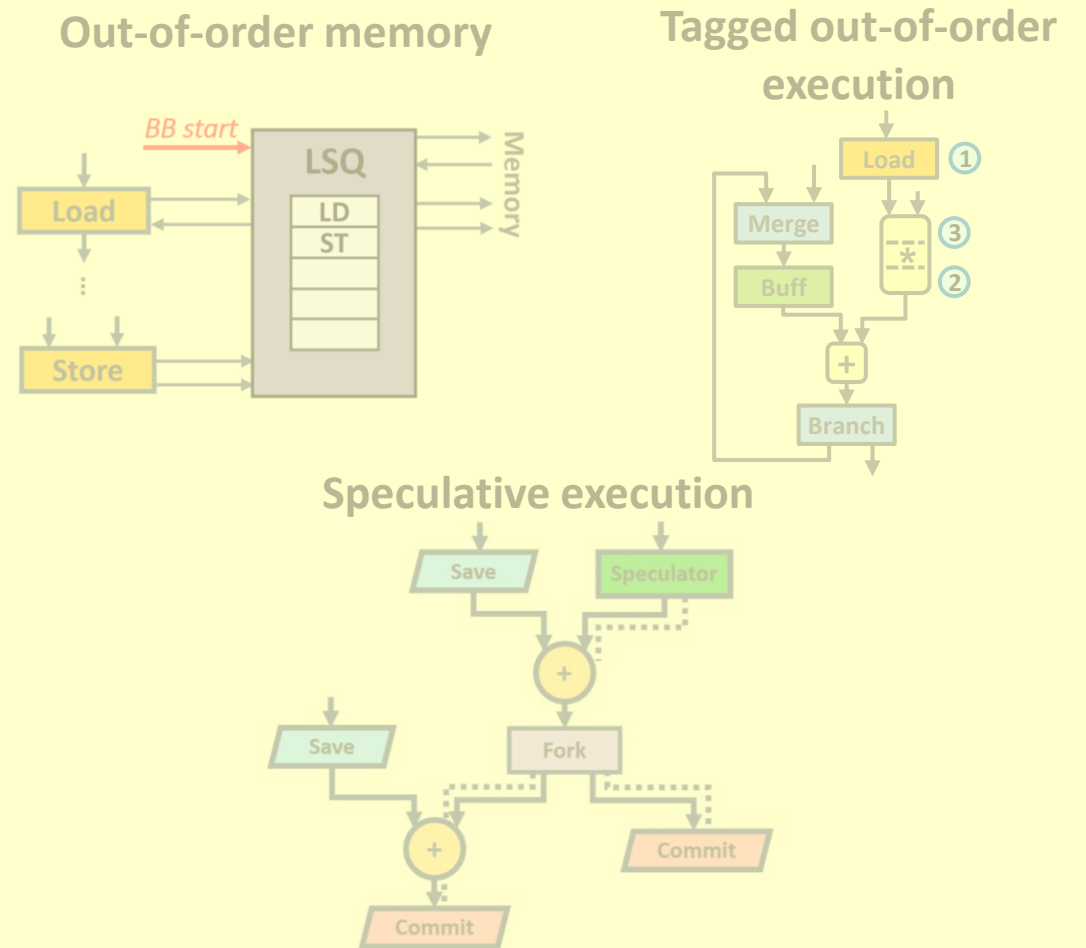 Out-of-order memory
BB start
LSQ
Memory
Load
LD
ST
...
Store
Tagged out-of-order
execution
Load
1
Merge
3
*
Buff
2
+
Branch
Speculative execution
Save
Speculator
+
Save
Fork
+
Commit
Commit